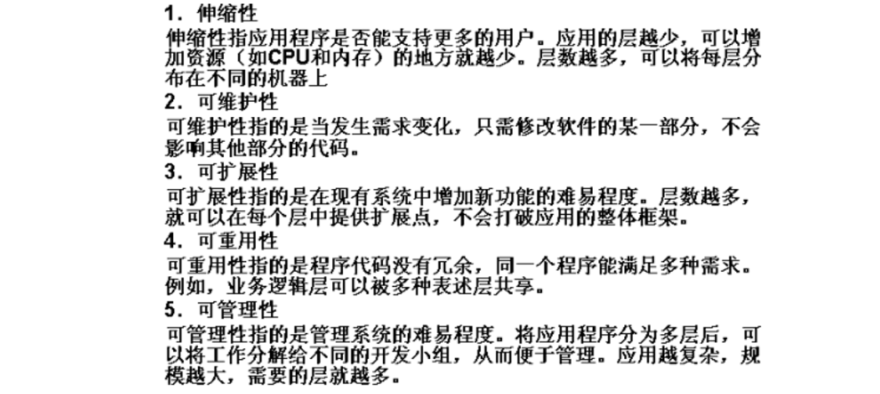 1．伸缩性
伸缩性指应用程序是否能支持更多的用户。应用的层越少，可以增
加资源（如CPU和内存）的地方就越少。层数越多，可以将每层分
布在不同的机器上
2．可维护性
可维护性指的是当发生需求变化，只需修改软件的某一部分，不会
影响其他部分的代码。
3．可扩展性
可扩展性指的是在现有系统中增加新功能的难易程度。层数越多，
就可以在每个层中提供扩展点，不会打破应用的整体框架。
4．可重用性
可重用性指的是程序代码没有冗余，同一个程序能满足多种需求。
例如，业务逻辑层可以被多种表述层共享。
5．可管理性
可管理性指的是管理系统的难易程度。将应用程序分为多层后，可
以将工作分解给不同的开发小组，从而便于管理。应用越复杂，规
模越大，需要的层就越多。